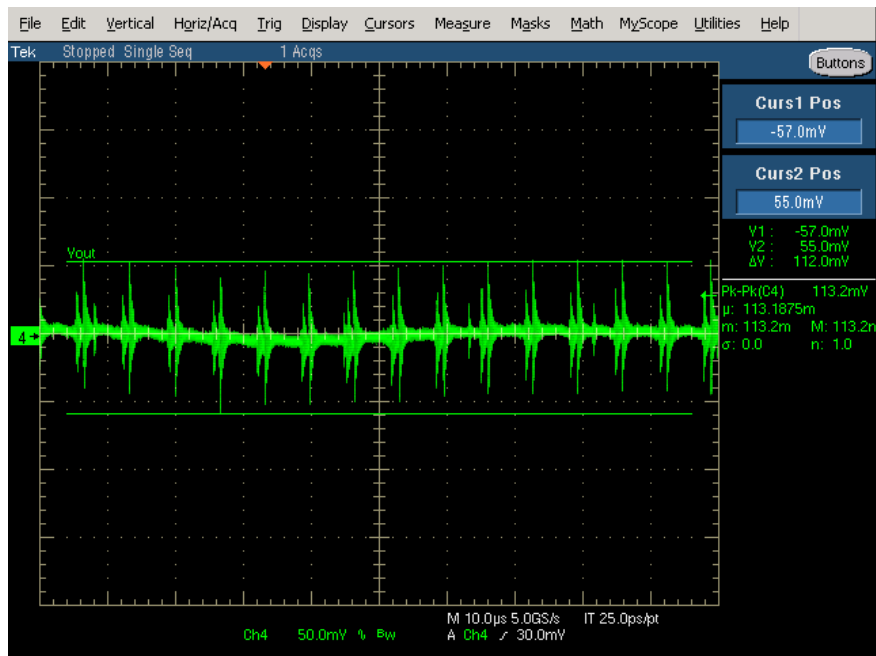 File Edit Vertical Horiz/Acq Trig Display Cursors Measure Masks Math MyScope Utilities Help
Tek Stopped Single Seq 1 Acqs
Buttons
Curs1 Pos
-57.0mV
Curs2 Pos
55.0mV
V1 : -57.0mV
V2 : 55.0mV
ΔV : 112.0mV
Vout
Pk-Pk(C4) 113.2mV
µ: 113.1875m
m: 113.2m M: 113.2m
σ: 0.0 n: 1.0
4
M 10.0µs 5.0GS/s IT 25.0ps/pt
Ch4 50.0mV Bw A Ch4 30.0mV